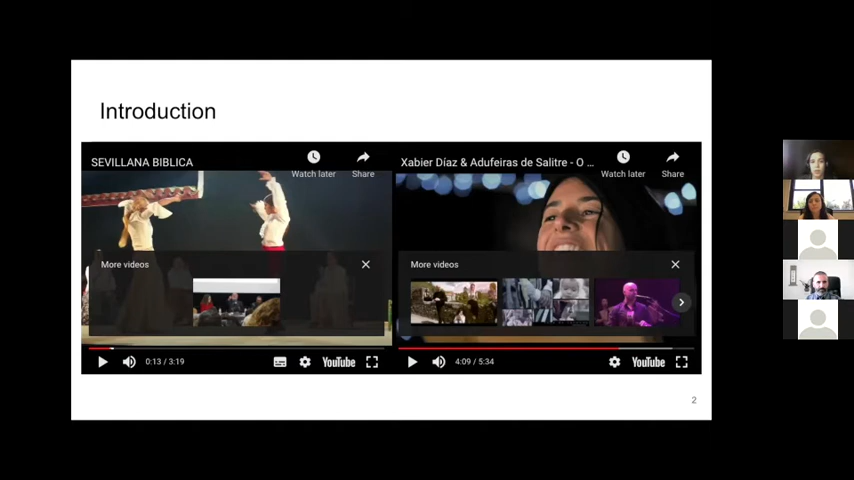 Introduction
SEVILLANA BIBLICA
Watch later
Share
More videos
0:13 / 3:19
YouTube
Xabier Díaz & Adufeiras de Salitre - O ...
Watch later
Share
More videos
4:09 / 5:34
YouTube
2